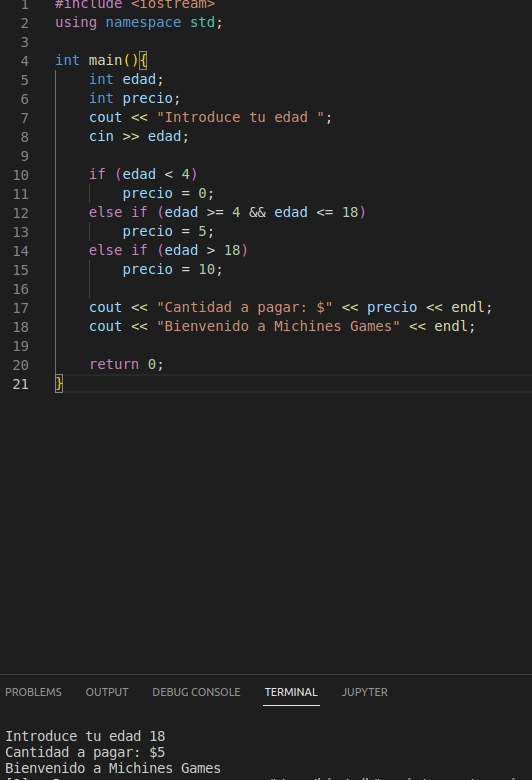 1 #include <iostream>
2 using namespace std;
3
4 int main(){
5     int edad;
6     int precio;
7     cout << "Introduce tu edad ";
8     cin >> edad;
9
10     if (edad < 4)
11         precio = 0;
12     else if (edad >= 4 && edad <= 18)
13         precio = 5;
14     else if (edad > 18)
15         precio = 10;
16
17     cout << "Cantidad a pagar: $" << precio << endl;
18     cout << "Bienvenido a Michines Games" << endl;
19
20     return 0;
21 }
PROBLEMS OUTPUT DEBUG CONSOLE TERMINAL JUPYTER
Introduce tu edad 18
Cantidad a pagar: $5
Bienvenido a Michines Games